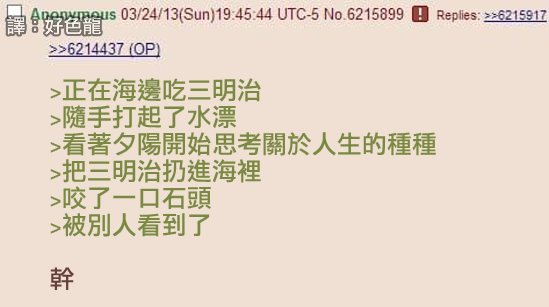 Anonymous 03/24/13(Sun)19:45:44 UTC-5 No.6215899 Replies: >>6215917
譯：好色龍
>>6214437 (OP)
>正在海邊吃三明治
>隨手打起了水漂
>看著夕陽開始思考關於人生的種種
>把三明治扔進海裡
>咬了一口石頭
>被別人看到了
幹